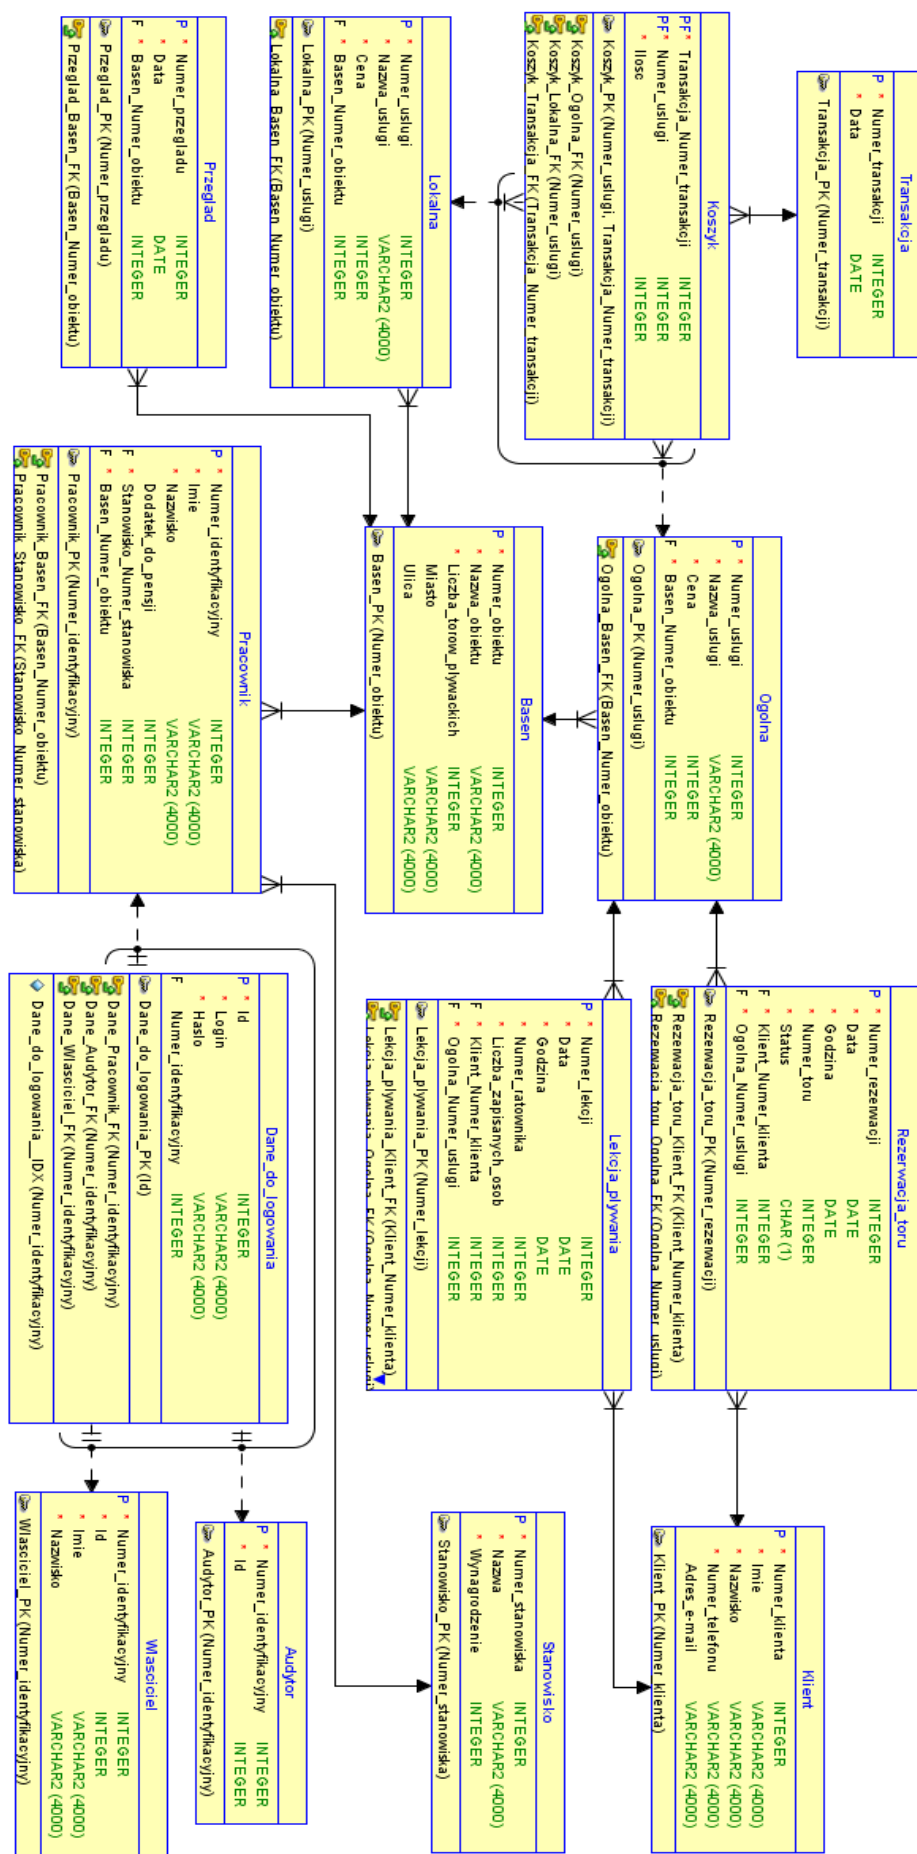 Transakcja
P * Numer_transakcji INTEGER
* Data DATE
Transakcja_PK (Numer_transakcji)
Koszyk
PF* Transakcja_Numer_transakcji INTEGER
PF* Numer_uslugi INTEGER
* Ilosc INTEGER
Koszyk_PK (Numer_uslugi, Transakcja_Numer_transakcji)
Koszyk_Ogolna_FK (Numer_uslugi)
Koszyk_Lokalna_FK (Numer_uslugi)
Koszyk_Transakcja_FK (Transakcja_Numer_transakcji)
Lokalna
P * Numer_uslugi INTEGER
* Nazwa_uslugi VARCHAR2 (4000)
* Cena INTEGER
F * Basen_Numer_obiektu INTEGER
Lokalna_PK (Numer_uslugi)
Lokalna_Basen_FK (Basen_Numer_obiektu)
Przeglad
P * Numer_przegladu INTEGER
* Data DATE
F * Basen_Numer_obiektu INTEGER
Przeglad_PK (Numer_przegladu)
Przeglad_Basen_FK (Basen_Numer_obiektu)
Ogolna
P * Numer_uslugi INTEGER
* Nazwa_uslugi VARCHAR2 (4000)
* Cena INTEGER
F * Basen_Numer_obiektu INTEGER
Ogolna_PK (Numer_uslugi)
Ogolna_Basen_FK (Basen_Numer_obiektu)
Basen
P * Numer_obiektu INTEGER
* Nazwa_obiektu VARCHAR2 (4000)
* Liczba_torow_plywackich INTEGER
Miasto VARCHAR2 (4000)
Ulica VARCHAR2 (4000)
Basen_PK (Numer_obiektu)
Pracownik
P * Numer_identyfikacyjny INTEGER
* Imie VARCHAR2 (4000)
* Nazwisko VARCHAR2 (4000)
Dodatek_do_pensji INTEGER
F * Stanowisko_Numer_stanowiska INTEGER
F * Basen_Numer_obiektu INTEGER
Pracownik_PK (Numer_identyfikacyjny)
Pracownik_Basen_FK (Basen_Numer_obiektu)
Pracownik_Stanowisko_FK (Stanowisko_Numer_stanowiska)
Rezerwacja_toru
P * Numer_rezerwacji INTEGER
* Data DATE
* Godzina DATE
* Numer_toru INTEGER
* Status CHAR (1)
F * Klient_Numer_klienta INTEGER
F * Ogolna_Numer_uslugi INTEGER
Rezerwacja_toru_PK (Numer_rezerwacji)
Rezerwacja_toru_Klient_FK (Klient_Numer_klienta)
Rezerwacja_toru_Ogolna_FK (Ogolna_Numer_uslugi)
Lekcja_plywania
P * Numer_lekcji INTEGER
* Data DATE
* Godzina DATE
* Numer_ratownika INTEGER
* Liczba_zapisanych_osob INTEGER
F * Klient_Numer_klienta INTEGER
F * Ogolna_Numer_uslugi INTEGER
Lekcja_plywania_PK (Numer_lekcji)
Lekcja_plywania_Klient_FK (Klient_Numer_klienta)
Lekcja_plywania_Ogolna_FK (Ogolna_Numer_uslugi)
Dane_do_logowania
P * Id INTEGER
* Login VARCHAR2 (4000)
* Haslo VARCHAR2 (4000)
F Numer_identyfikacyjny INTEGER
Dane_do_logowania_PK (Id)
Dane_Pracownik_FK (Numer_identyfikacyjny)
Dane_Audytor_FK (Numer_identyfikacyjny)
Dane_Wlasciciel_FK (Numer_identyfikacyjny)
Dane_do_logowania__IDX (Numer_identyfikacyjny)
Klient
P * Numer_klienta INTEGER
* Imie VARCHAR2 (4000)
* Nazwisko VARCHAR2 (4000)
* Numer_telefonu VARCHAR2 (4000)
Adres_e-mail VARCHAR2 (4000)
Klient_PK (Numer_klienta)
Stanowisko
P * Numer_stanowiska INTEGER
* Nazwa VARCHAR2 (4000)
* Wynagrodzenie INTEGER
Stanowisko_PK (Numer_stanowiska)
Audytor
P * Numer_identyfikacyjny INTEGER
* Id INTEGER
Audytor_PK (Numer_identyfikacyjny)
Wlasciciel
P * Numer_identyfikacyjny INTEGER
* Id INTEGER
* Imie VARCHAR2 (4000)
* Nazwisko VARCHAR2 (4000)
Wlasciciel_PK (Numer_identyfikacyjny)